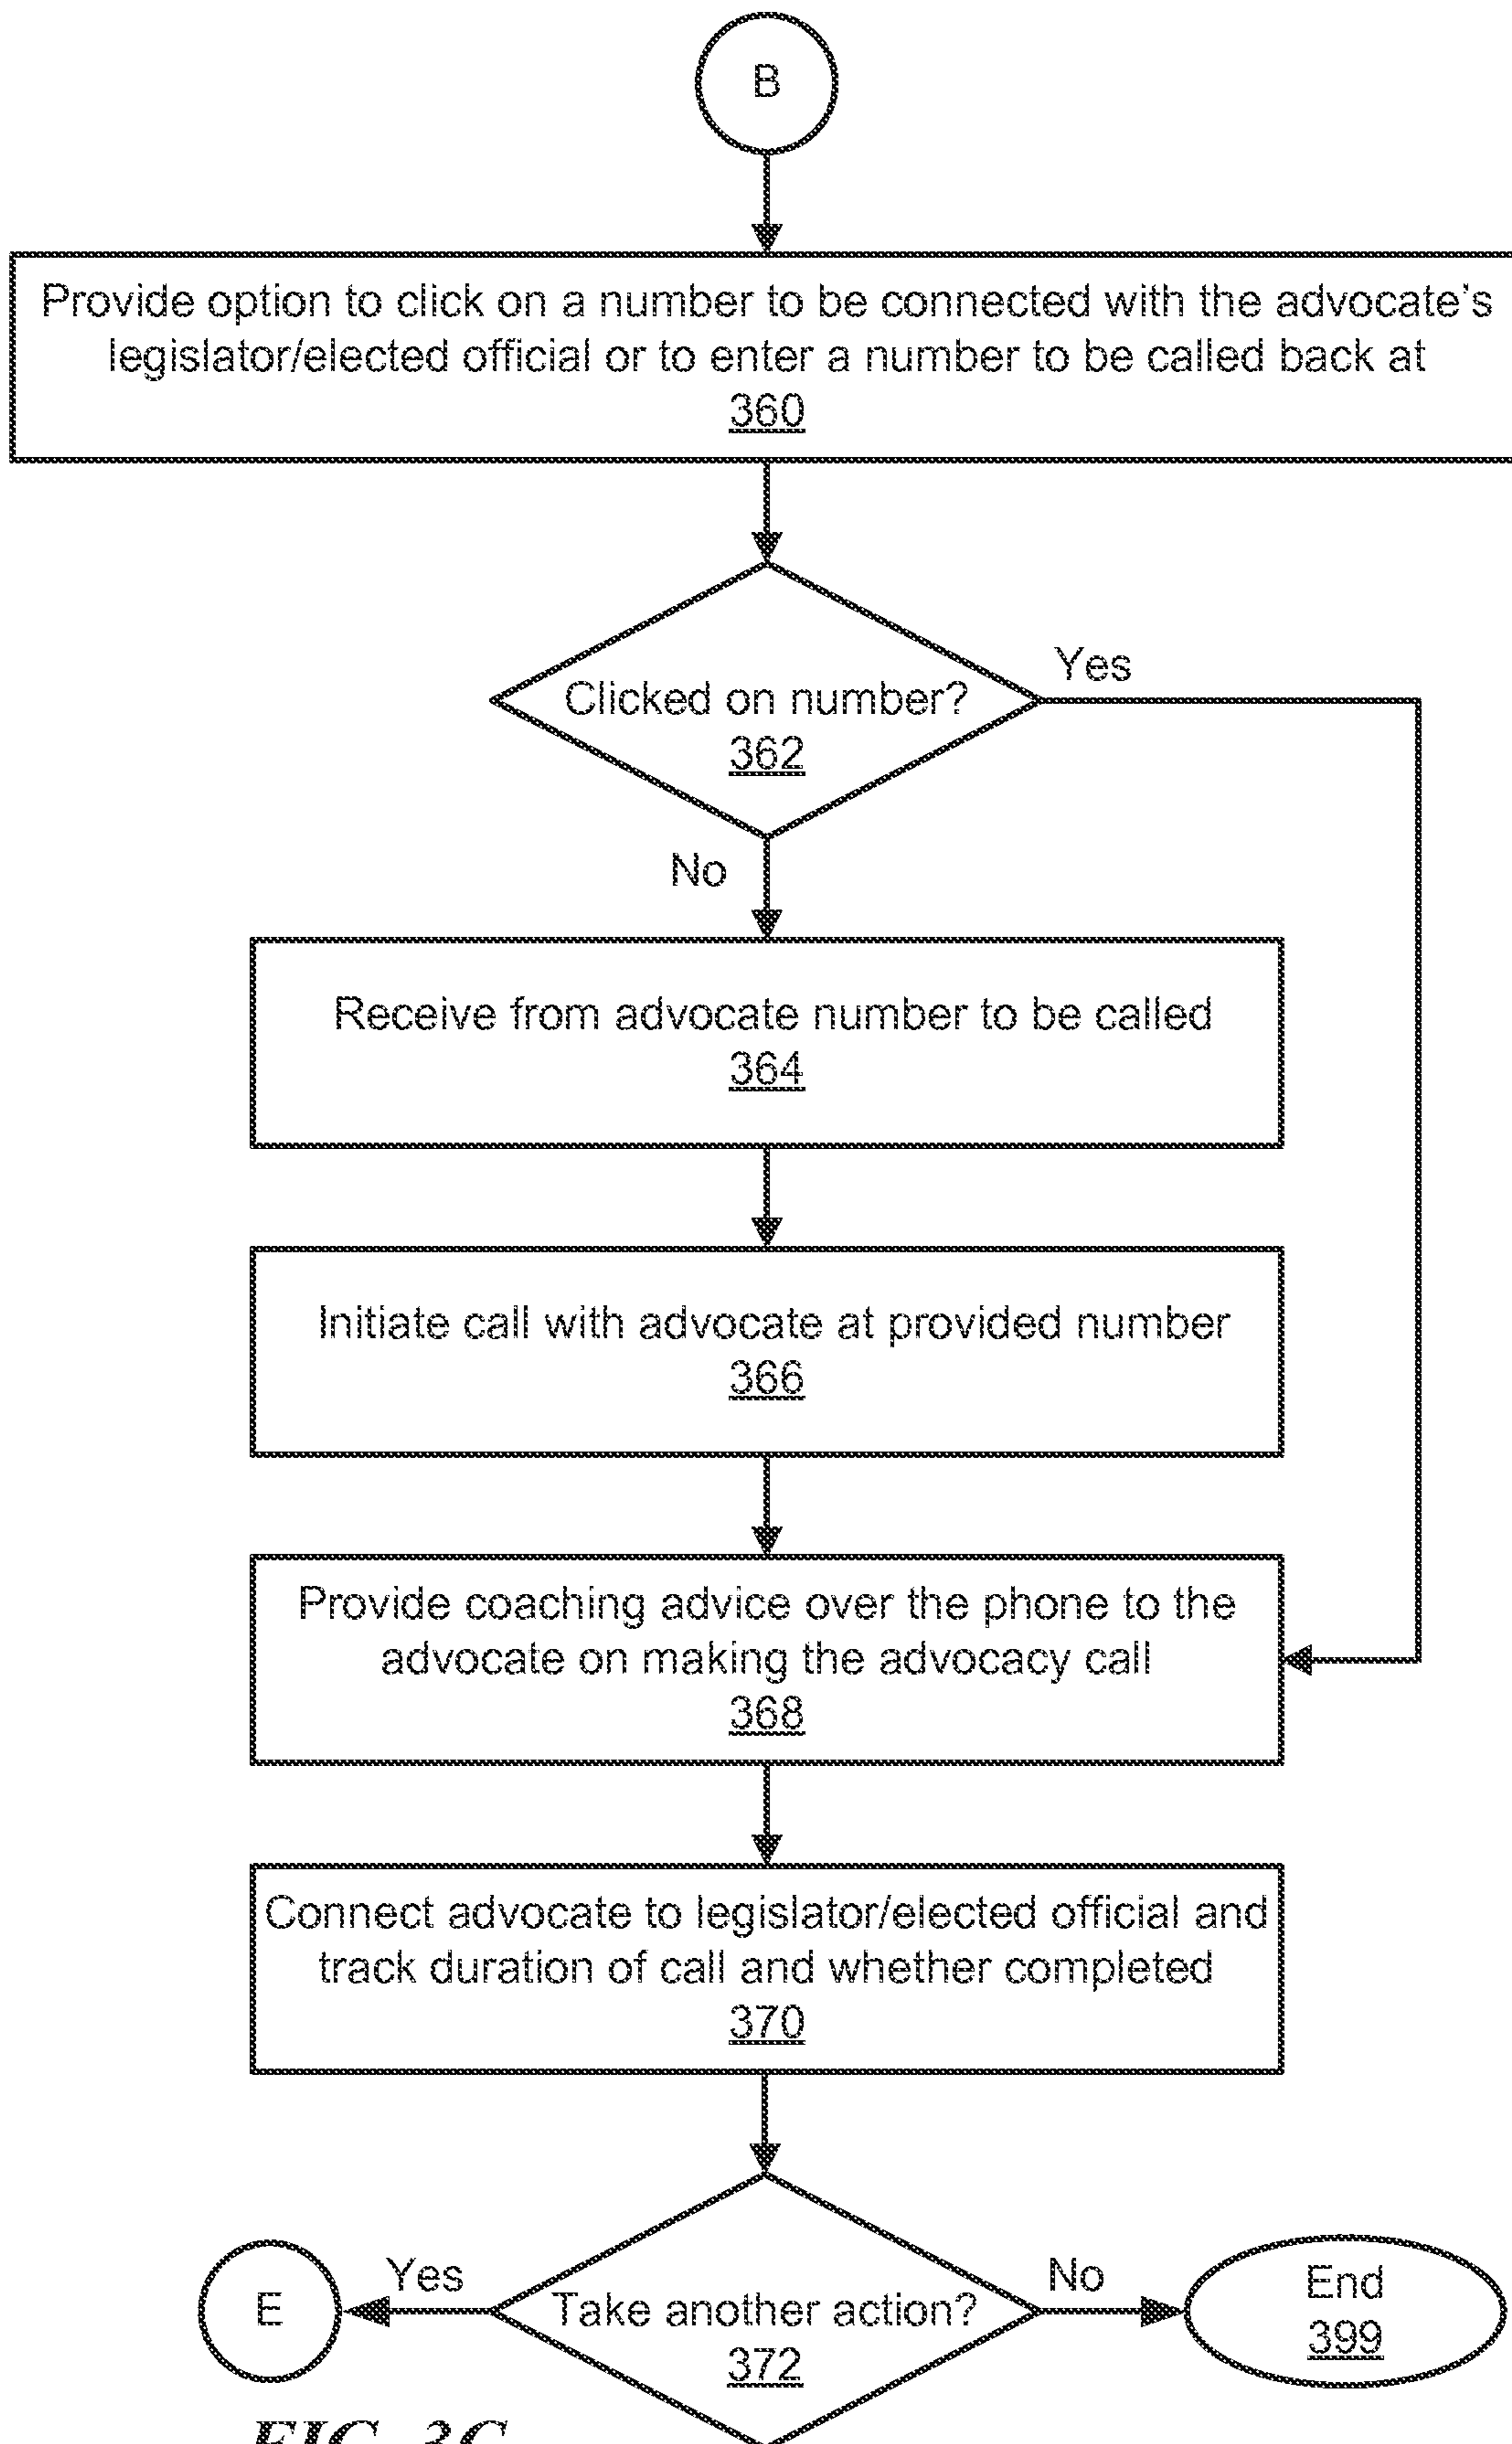 B
Provide option to click on a number to be connected with the advocate's
legislator/elected official or to enter a number to be called back at
360
Yes
Clicked on number?
362
No
Receive from advocate number to be called
364
Initiate call with advocate at provided number
366
Provide coaching advice over the phone to the
advocate on making the advocacy call
368
Connect advocate to legislator/elected official and
track duration of call and whether completed
370
E
Yes
Take another action?
372
No
End
399
FIG. 3C